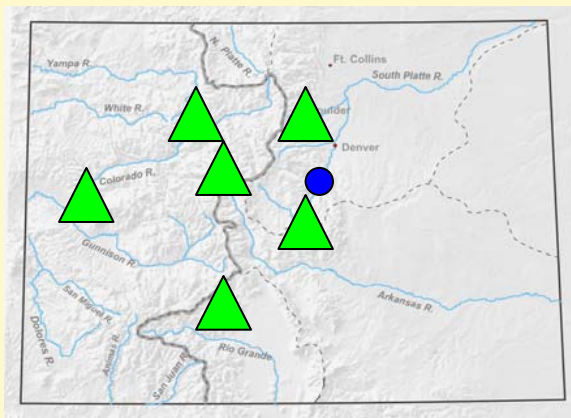 N. Platte R.
Ft. Collins
Yampa R.
South Platte R.
White R.
Denver
Colorado R.
Gunnison R.
San Miguel R.
Arkansas R.
Dolores R.
Animas R.
Rio Grande
San Juan R.